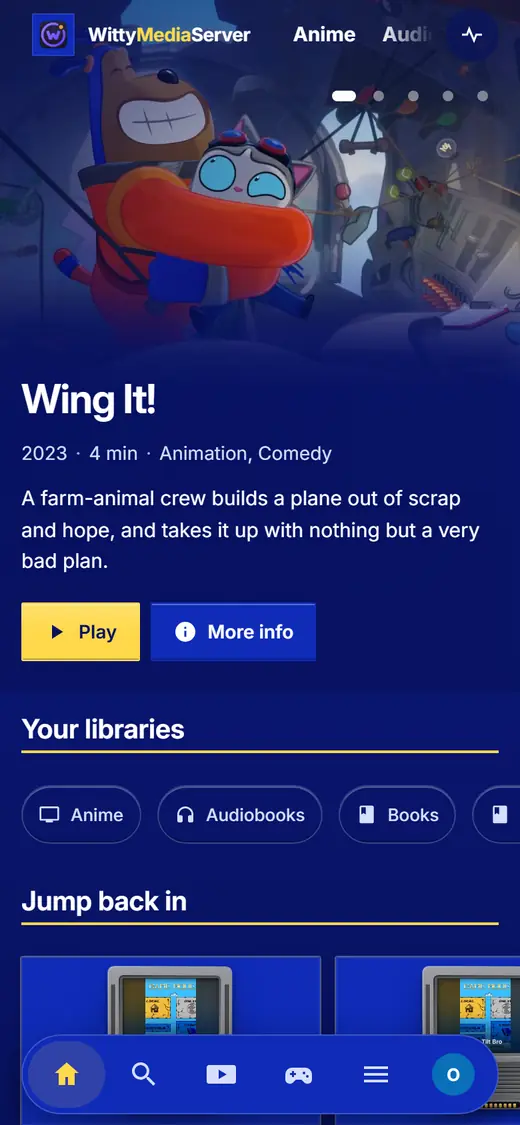 WittyMediaServer
Anime
Wing It!
2023 · 4 min · Animation, Comedy
A farm-animal crew builds a plane out of scrap
and hope, and takes it up with nothing but a very
bad plan.
Play
More info
Your libraries
Anime
Audiobooks
Books
Jump back in
Tilt Bro
O